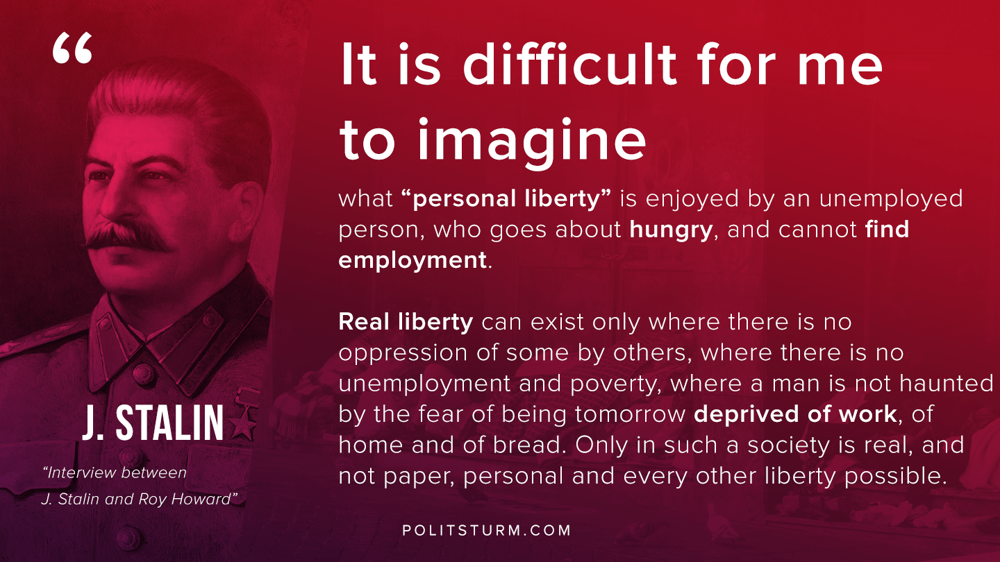 “
It is difficult for me
to imagine
what “personal liberty” is enjoyed by an unemployed
person, who goes about hungry, and cannot find
employment.
Real liberty can exist only where there is no
oppression of some by others, where there is no
unemployment and poverty, where a man is not haunted
by the fear of being tomorrow deprived of work, of
home and of bread. Only in such a society is real, and
not paper, personal and every other liberty possible.
J. STALIN
“Interview between
J. Stalin and Roy Howard”
POLITSTURM.COM